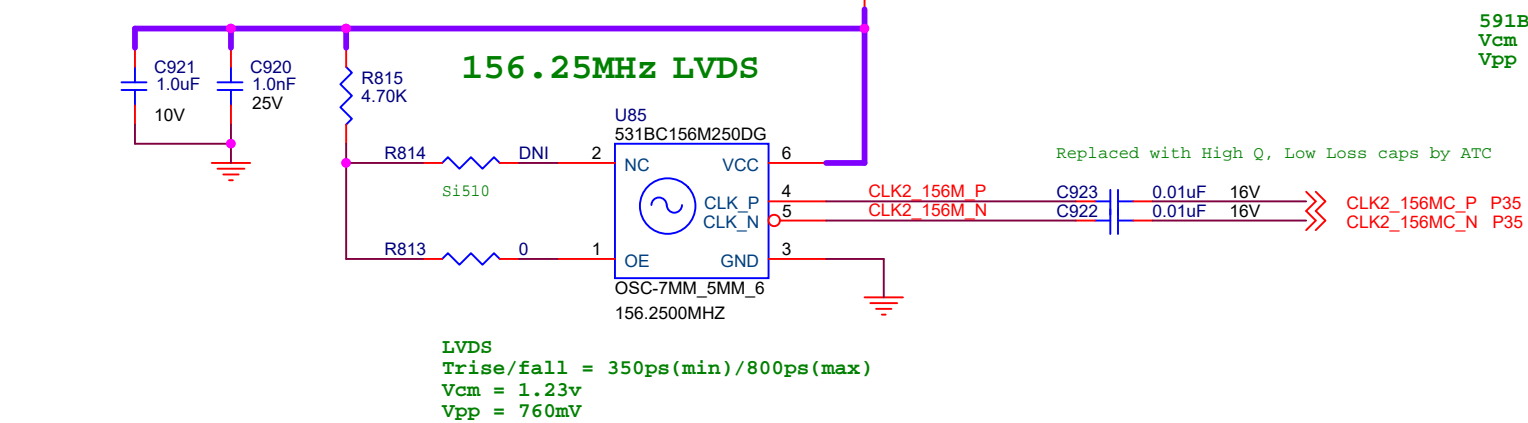 591B
Vcm
Vpp
156.25MHz LVDS
C921
1.0uF
10V
C920
1.0nF
25V
R815
4.70K
U85
531BC156M250DG
R814
DNI
2
NC
VCC
6
Si510
Replaced with High Q, Low Loss caps by ATC
CLK_P
4
CLK2_156M_P
C923
0.01uF
16V
CLK2_156MC_P P35
CLK_N
5
CLK2_156M_N
C922
0.01uF
16V
CLK2_156MC_N P35
R813
0
1
OE
GND
3
OSC-7MM_5MM_6
156.2500MHZ
LVDS
Trise/fall = 350ps(min)/800ps(max)
Vcm = 1.23v
Vpp = 760mV